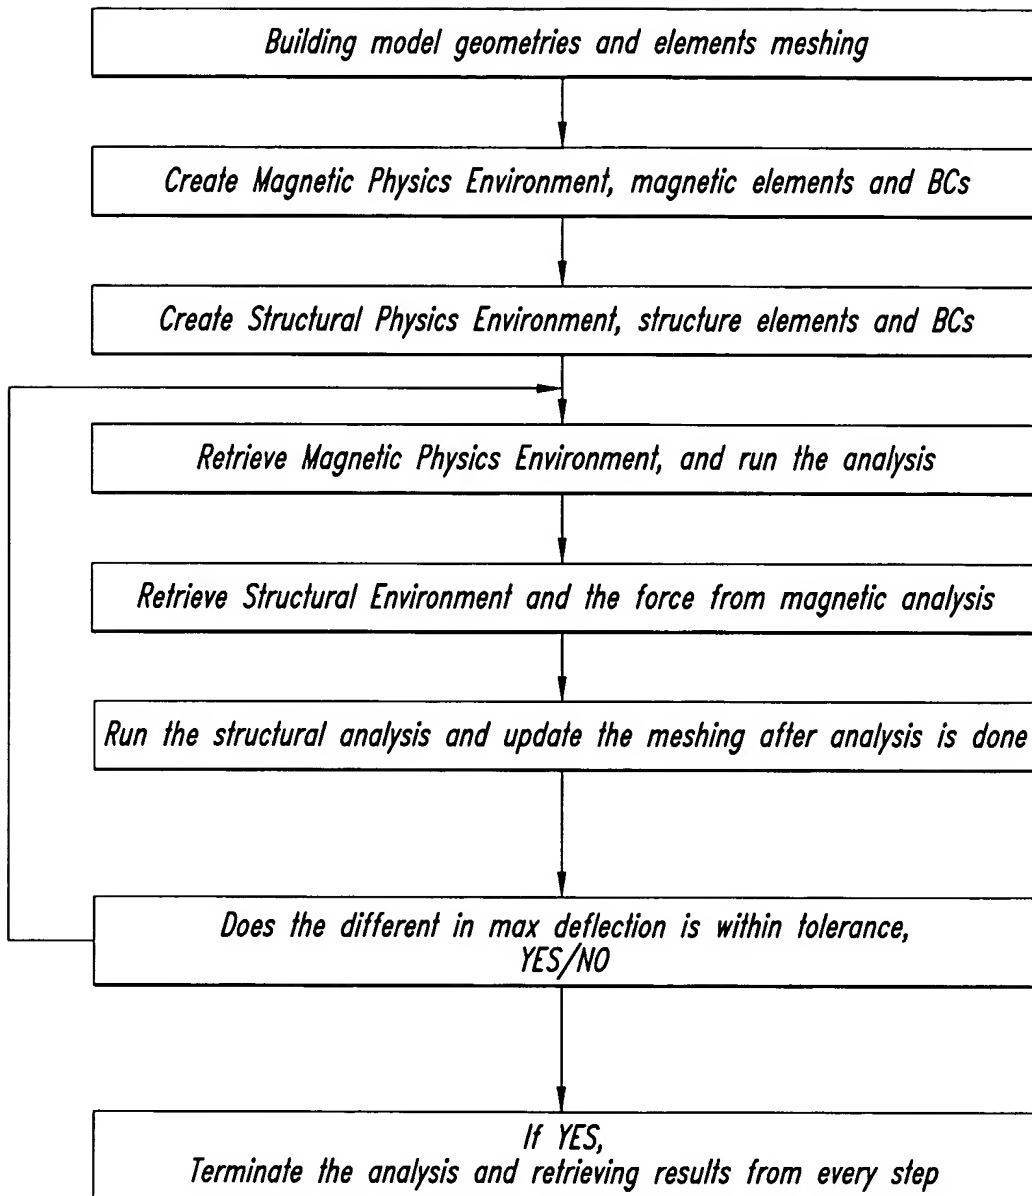 Building model geometries and elements meshing
Create Magnetic Physics Environment, magnetic elements and BCs
Create Structural Physics Environment, structure elements and BCs
Retrieve Magnetic Physics Environment, and run the analysis
Retrieve Structural Environment and the force from magnetic analysis
Run the structural analysis and update the meshing after analysis is done
Does the different in max deflection is within tolerance,
YES/NO
If YES,
Terminate the analysis and retrieving results from every step